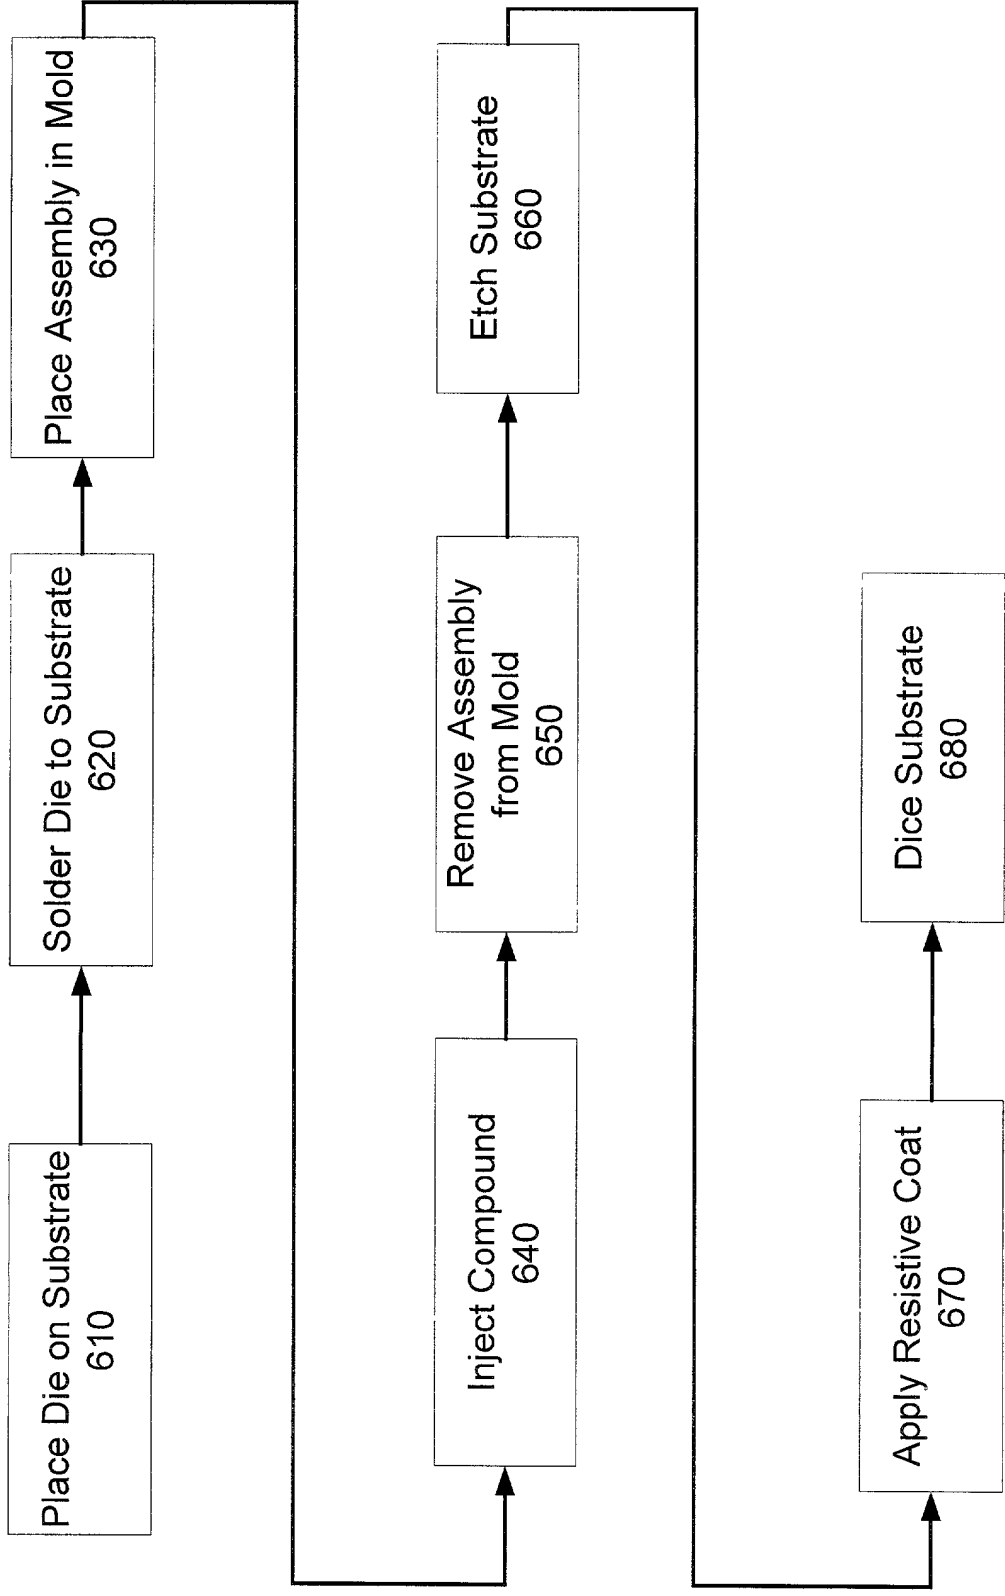 Place Die on Substrate
610
Solder Die to Substrate
620
Place Assembly in Mold
630
Inject Compound
640
Remove Assembly
from Mold
650
Etch Substrate
660
Apply Resistive Coat
670
Dice Substrate
680